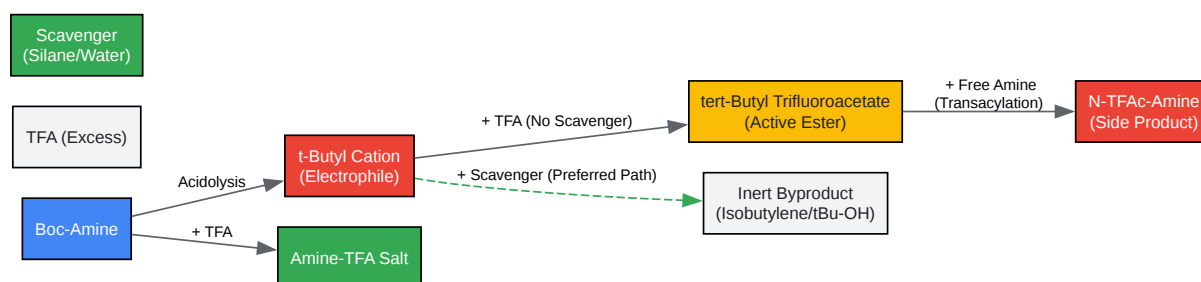 Scavenger
(Silane/Water)
TFA (Excess)
Boc-Amine
Acidolysis
+ TFA
t-Butyl Cation
(Electrophile)
Amine-TFA Salt
+ TFA (No Scavenger)
+ Scavenger (Preferred Path)
tert-Butyl Trifluoroacetate
(Active Ester)
Inert Byproduct
(Isobutylene/tBu-OH)
+ Free Amine
(Transacylation)
N-TFAc-Amine
(Side Product)